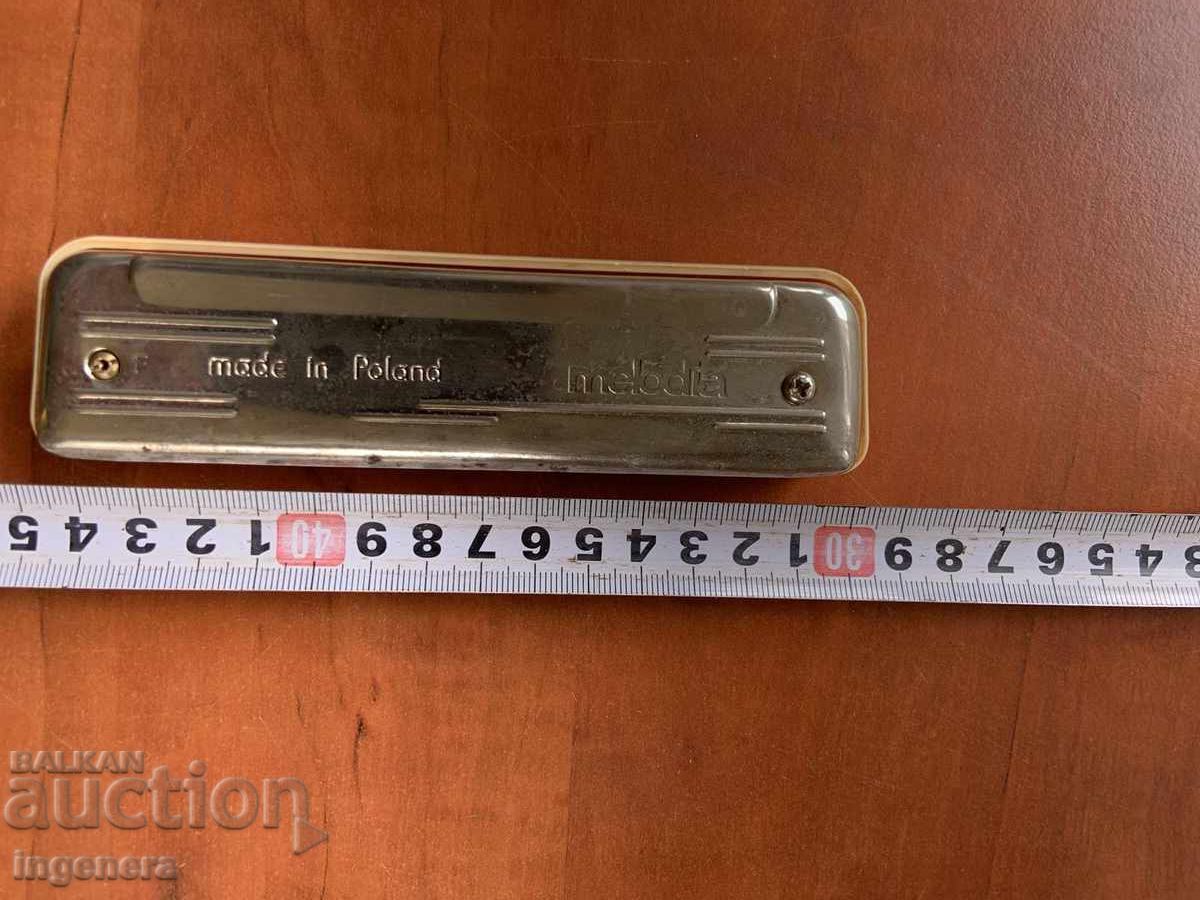 made in Poland
melodia
5 4 3 2 1 40 9 8 7 6 5 4 3 2 1 30 9 8 7 6 5 4 3
BALKAN
auction
ingenera